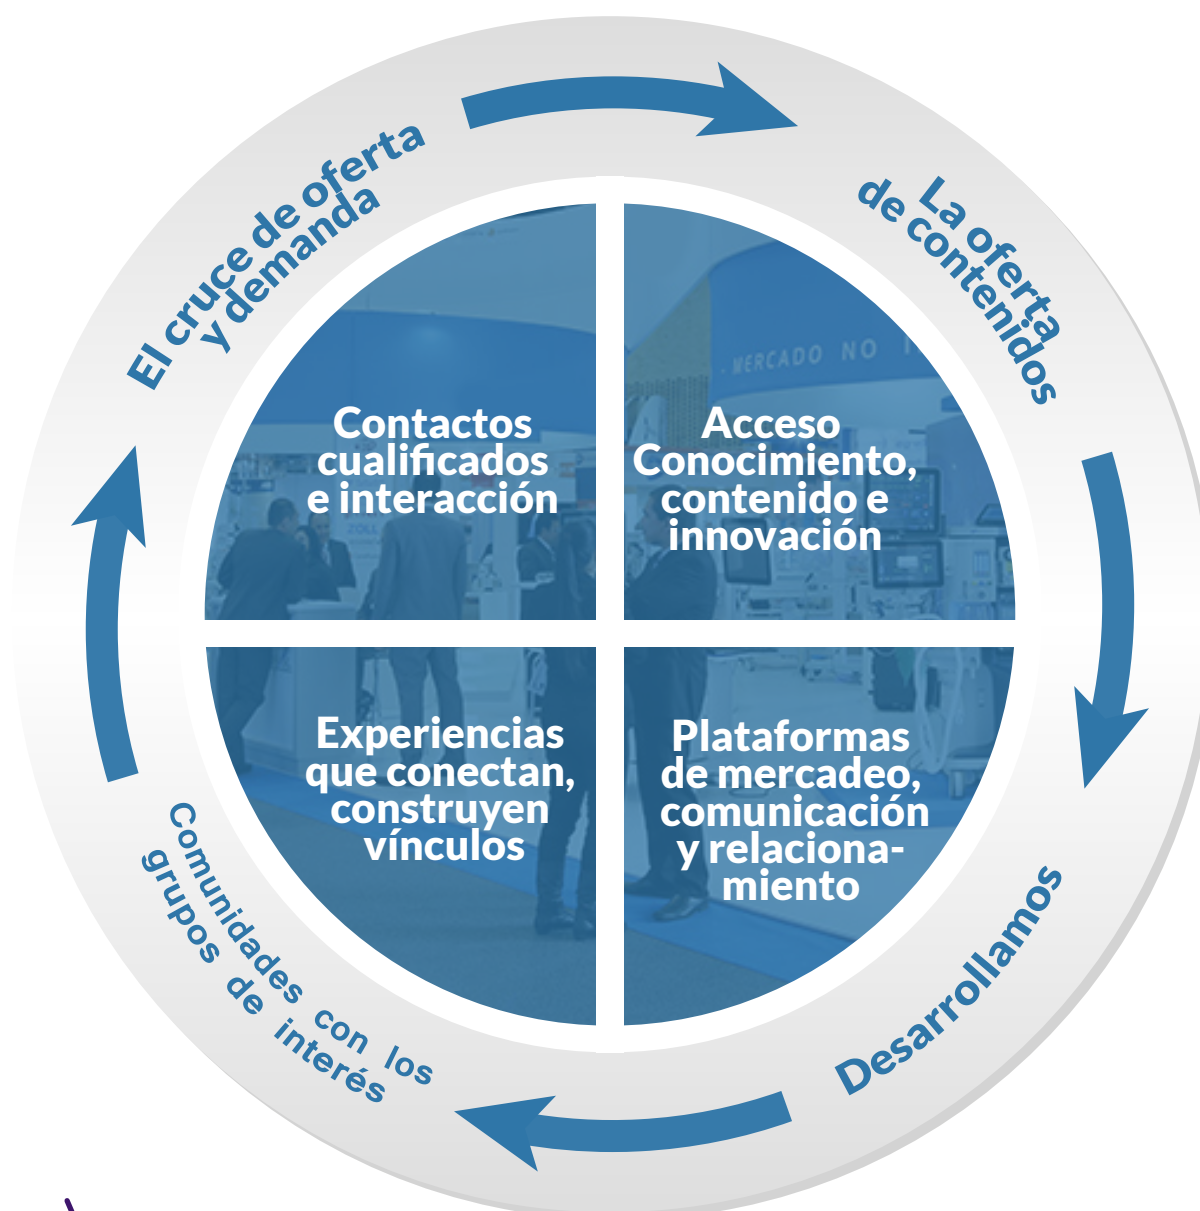 El cruce de oferta
y demanda
La oferta
de contenidos
Contactos
cualificados
e interacción
Acceso
Conocimiento,
contenido e
innovación
MERCADO NO
ZOLL
Experiencias
que conectan,
construyen
vínculos
Plataformas
de mercadeo,
comunicación
y relaciona-
miento
Comunidades con los
grupos de interés
Desarrollamos